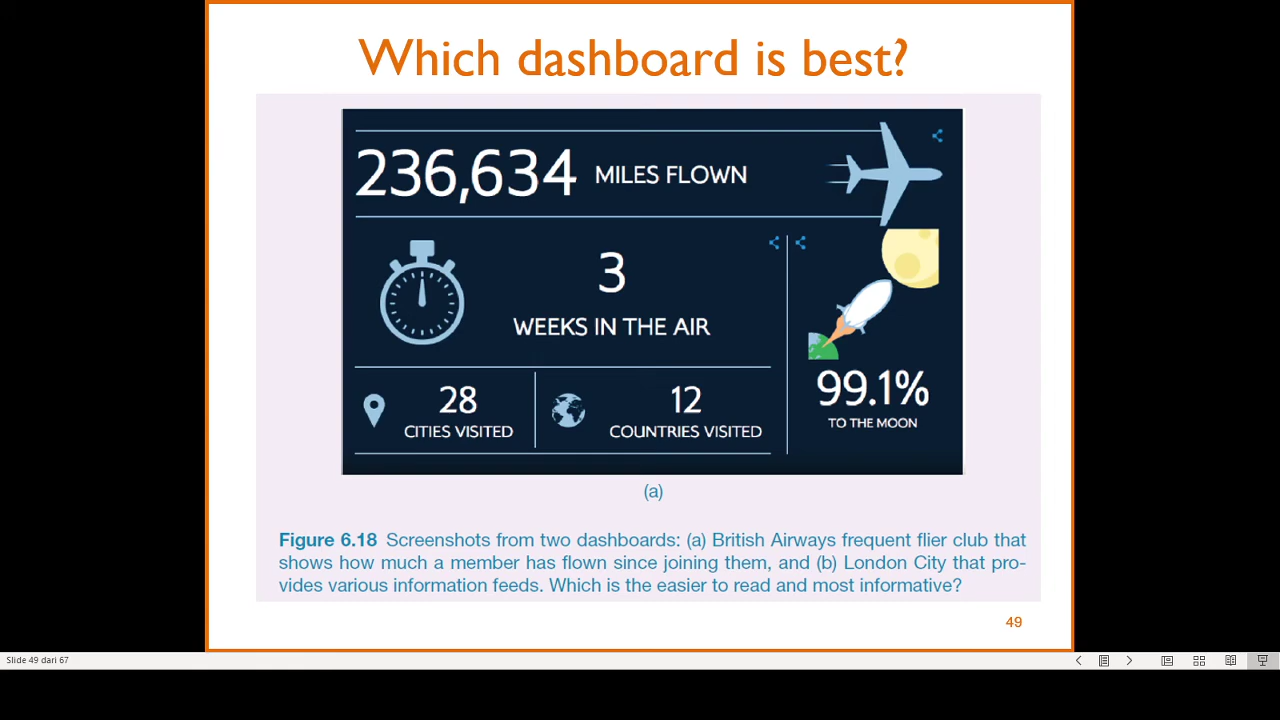 Which dashboard is best?
236,634 MILES FLOWN
3
WEEKS IN THE AIR
28
CITIES VISITED
12
COUNTRIES VISITED
99.1%
TO THE MOON
(a)
Figure 6.18 Screenshots from two dashboards: (a) British Airways frequent flier club that
shows how much a member has flown since joining them, and (b) London City that pro-
vides various information feeds. Which is the easier to read and most informative?
49
Slide 49 dari 67